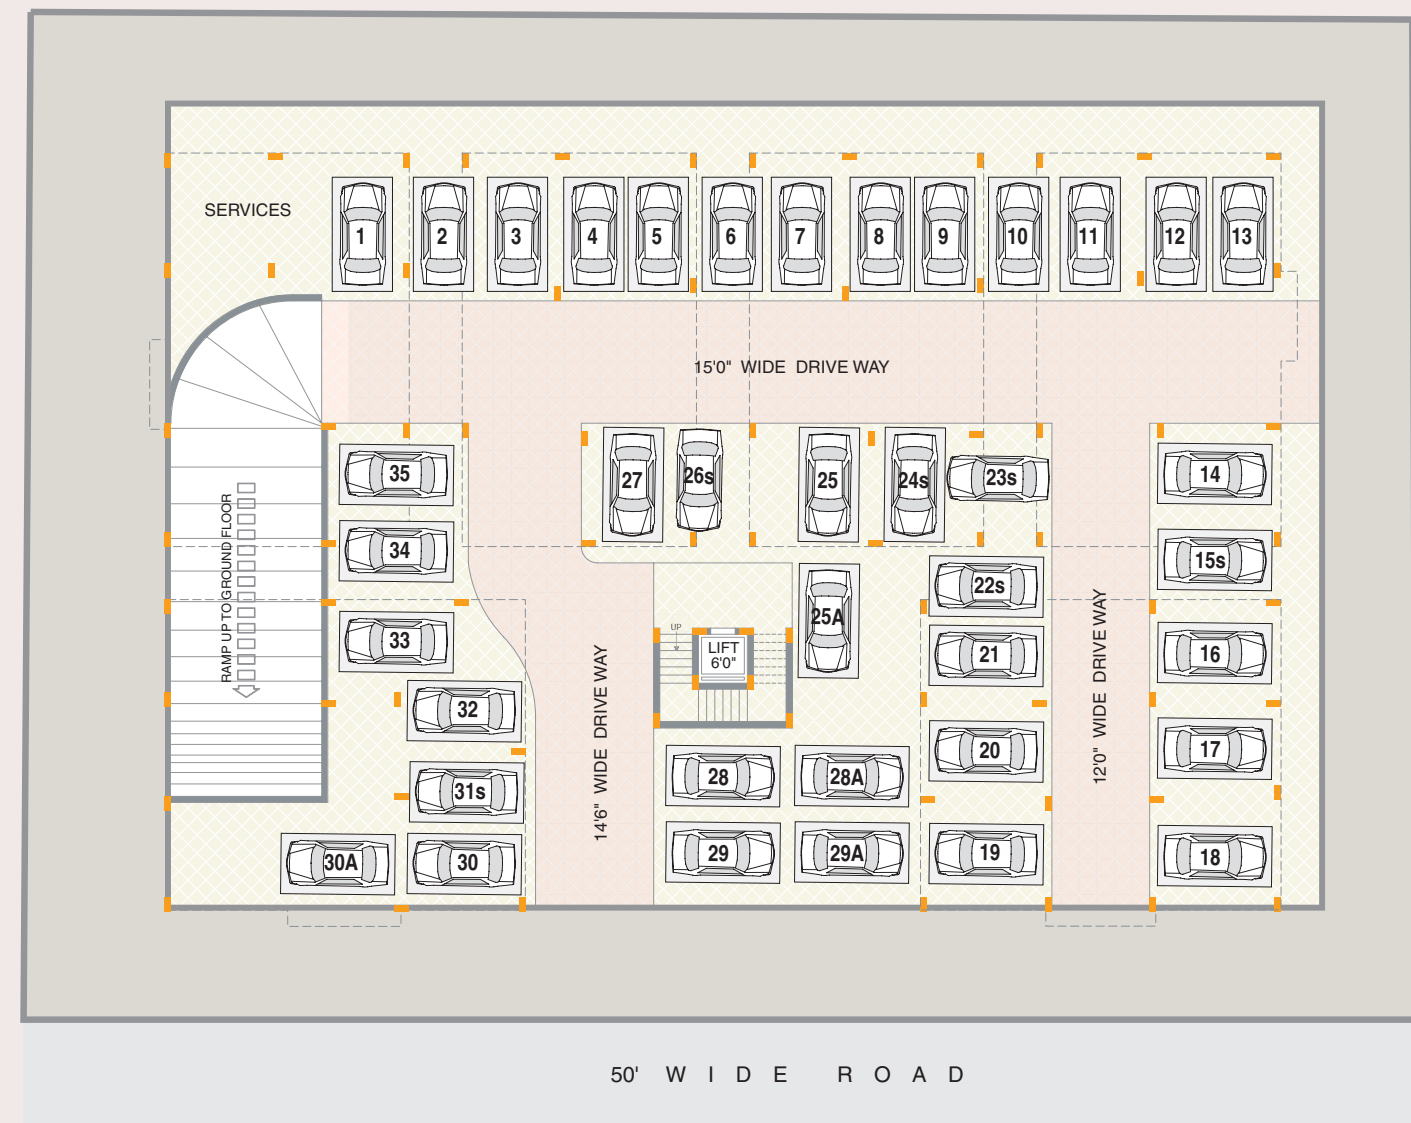 SERVICES
1 2 3 4 5 6 7 8 9 10 11 12 13
15'0" WIDE DRIVE WAY
35 27 26s 25 24s 23s 14
34 15s
22s
25A
33 21 16
UP
LIFT
6'0"
RAMP UP TO GROUND FLOOR
14'6" WIDE DRIVE WAY
12'0" WIDE DRIVE WAY
32
20 17
31s 28 28A
30A 30 29 29A 19 18
50' WIDE ROAD